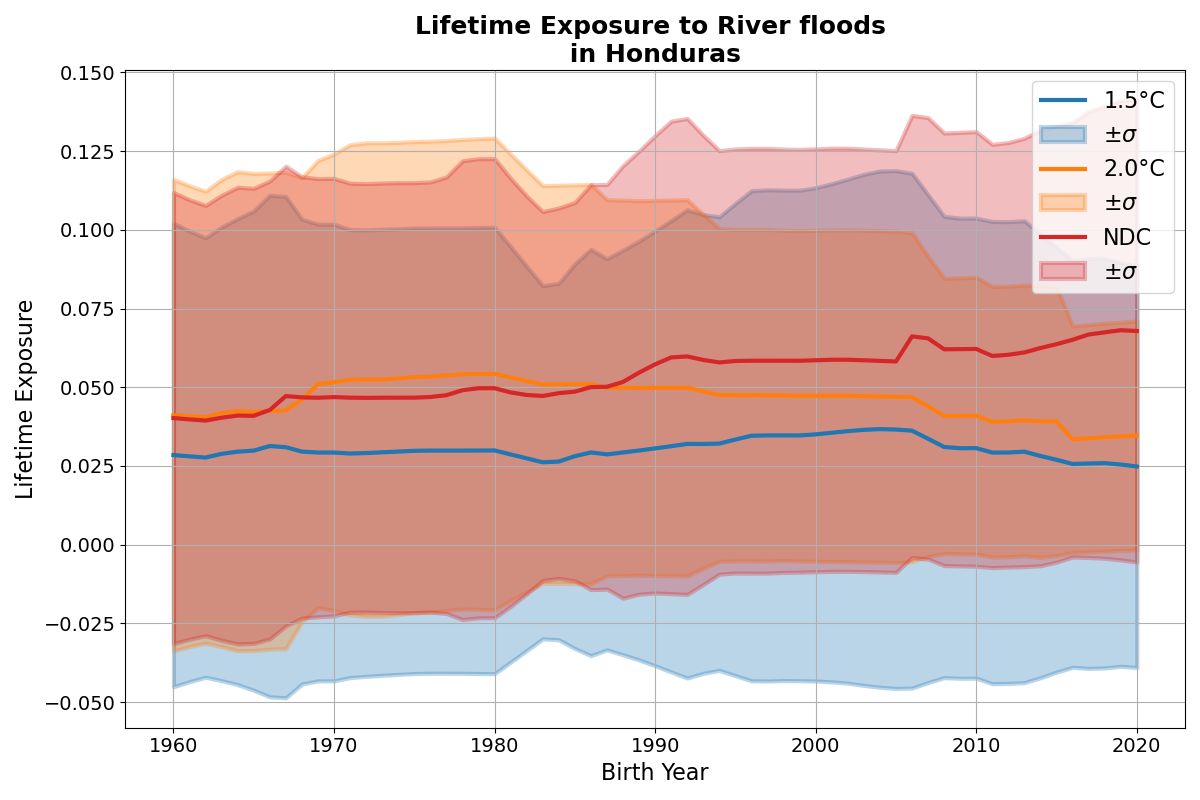 Lifetime Exposure to River floods
in Honduras
0.150
0.125
0.100
0.075
0.050
0.025
0.000
−0.025
−0.050
Lifetime Exposure
1.5°C
±σ
2.0°C
±σ
NDC
±σ
1960
1970
1980
1990
2000
2010
2020
Birth Year